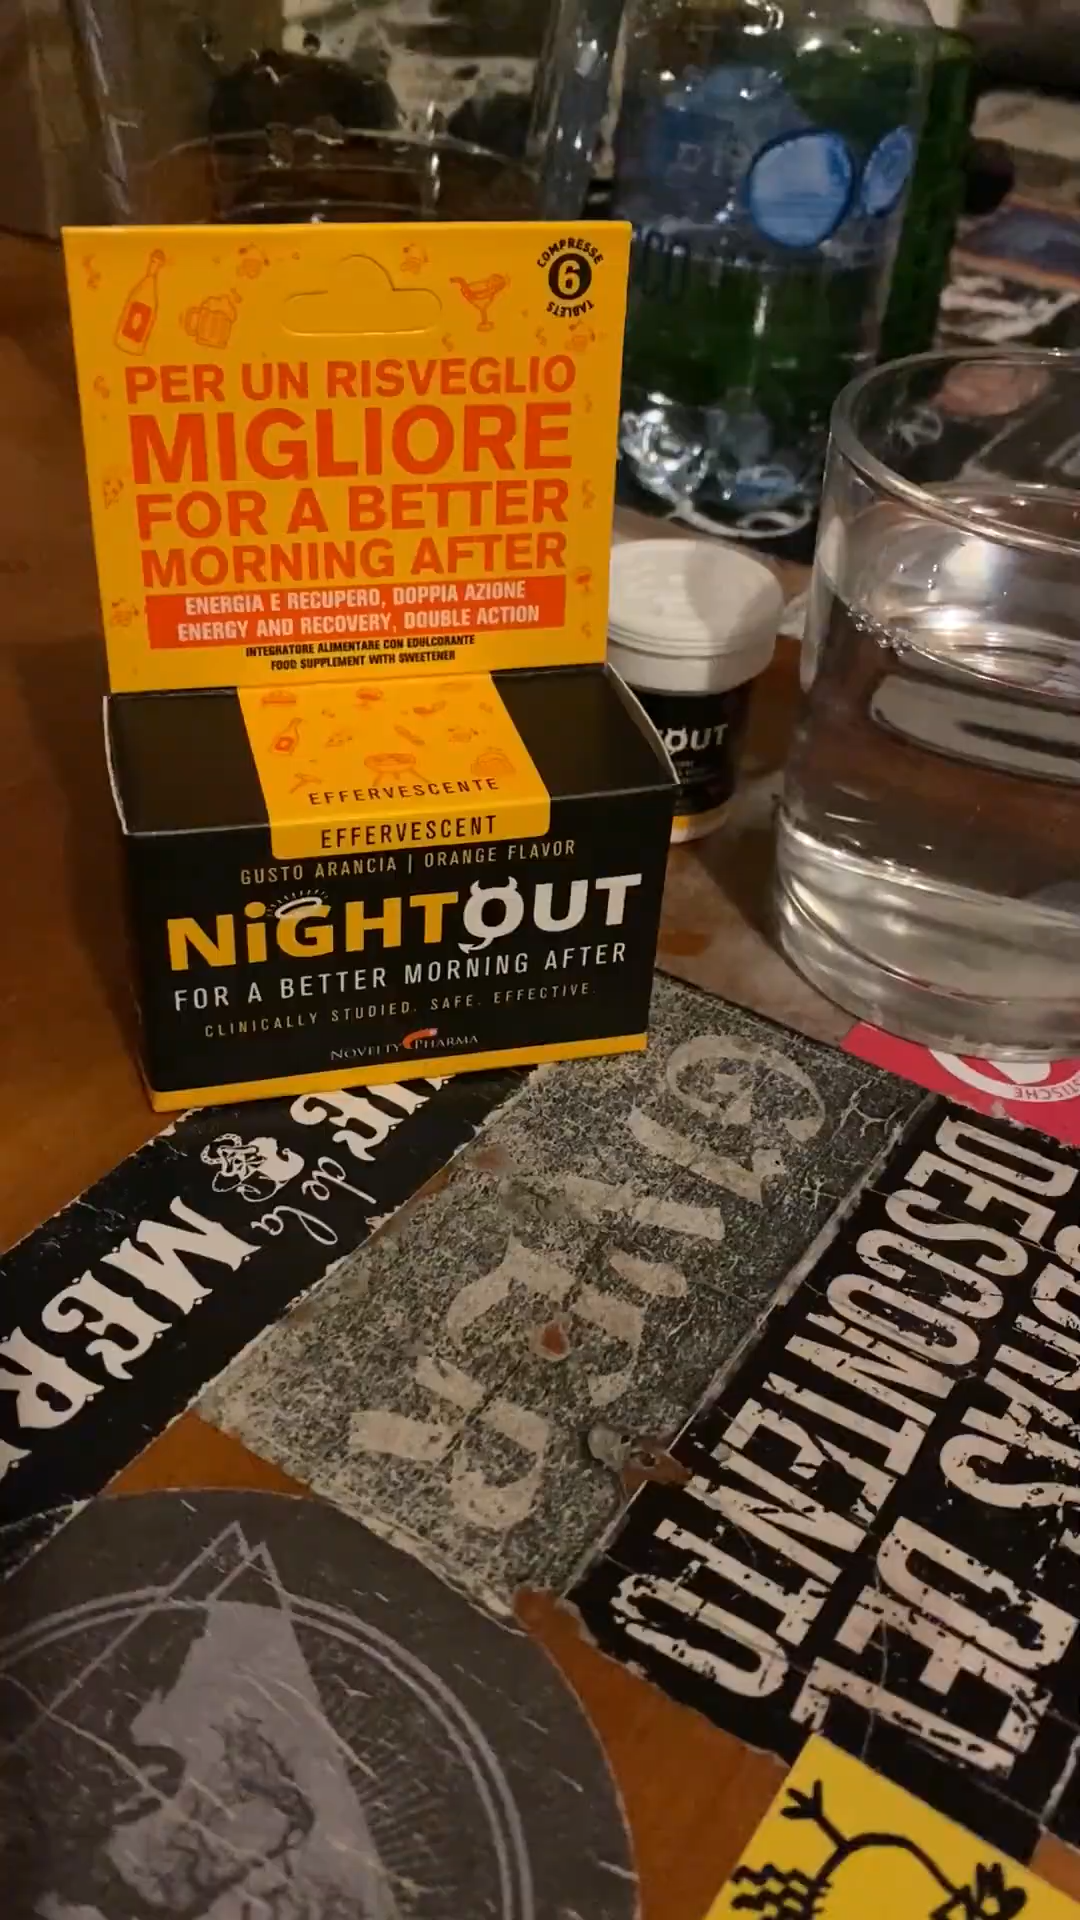 COMPRESSE
6
TABLETS
PER UN RISVEGLIO
MIGLIORE
FOR A BETTER
MORNING AFTER
ENERGIA E RECUPERO, DOPPIA AZIONE
ENERGY AND RECOVERY, DOUBLE ACTION
INTEGRATORE ALIMENTARE CON EDULCORANTE
FOOD SUPPLEMENT WITH SWEETENER
EFFERVESCENTE
EFFERVESCENT
GUSTO ARANCIA | ORANGE FLAVOR
NiGHTOUT
FOR A BETTER MORNING AFTER
CLINICALLY STUDIED. SAFE. EFFECTIVE.
NOVELTY PHARMA
OUT
de la
MER
DEL
DESCONTENTO